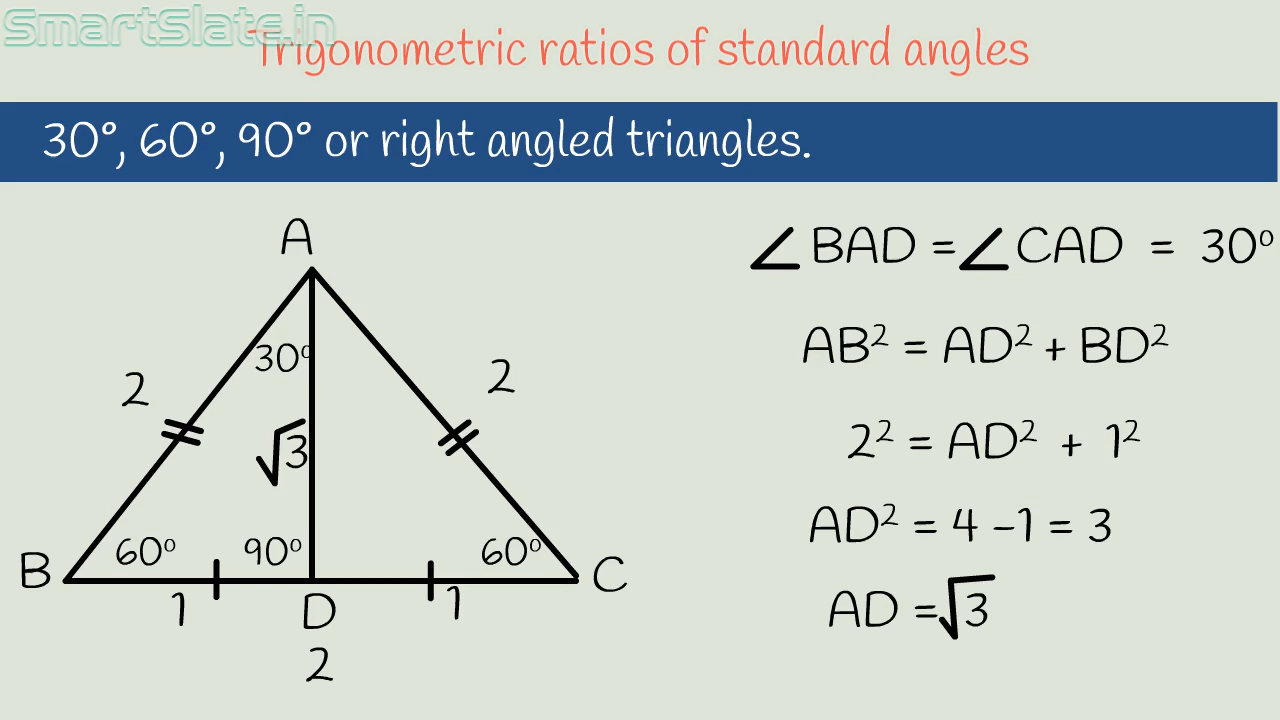 SmartSlate.in
Trigonometric ratios of standard angles
30°, 60°, 90° or right angled triangles.
A
∠BAD = ∠CAD = 30°
30°
AB² = AD² + BD²
2
2
√3
2² = AD² + 1²
AD² = 4 – 1 = 3
60°
90°
60°
B
C
1
D
1
AD = √3
2